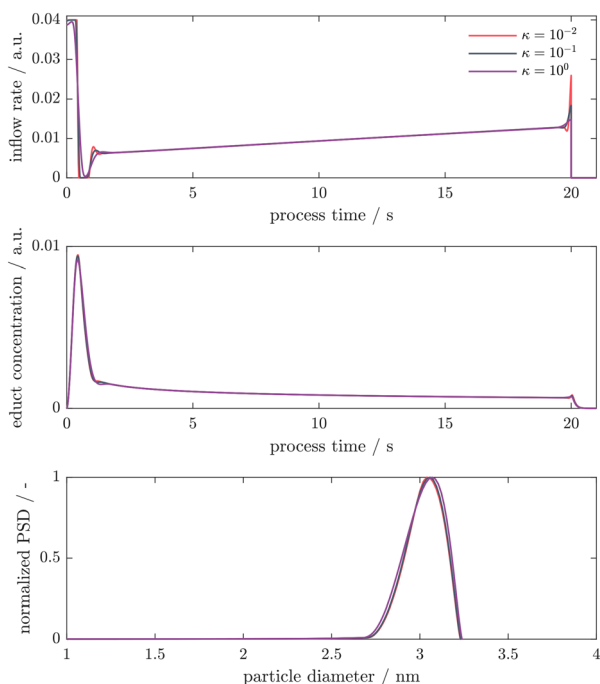 0.04
0.03
0.02
0.01
0
inflow rate / a.u.
κ = 10⁻²
κ = 10⁻¹
κ = 10⁰
0 5 10 15 20
process time / s
0.01
0
educt concentration / a.u.
0 5 10 15 20
process time / s
1
0.5
0
normalized PSD / -
1 1.5 2 2.5 3 3.5 4
particle diameter / nm